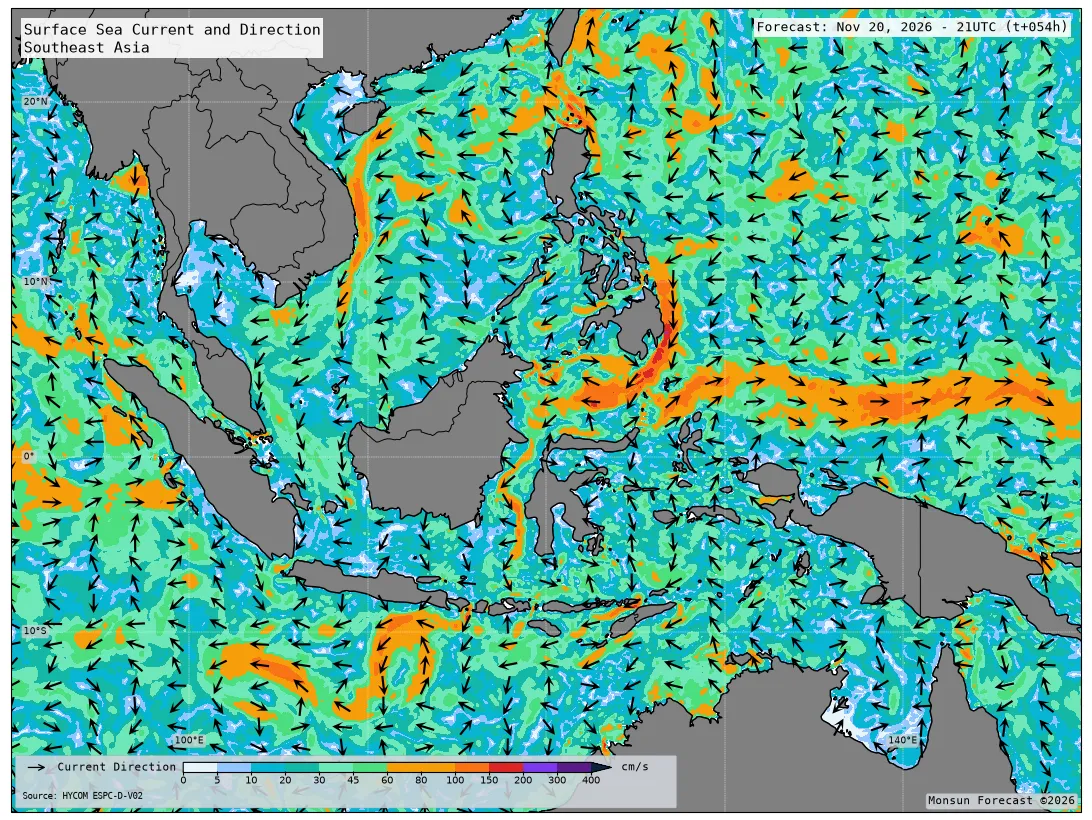 Surface Sea Current and Direction
Southeast Asia
Forecast: Nov 20, 2026 - 21UTC (t+054h)
20°N
10°N
0°
10°S
100°E
140°E
Current Direction
0 5 10 20 30 45 60 80 100 150 200 300 400
cm/s
Source: HYCOM ESPC-D-V02
Monsun Forecast ©2026